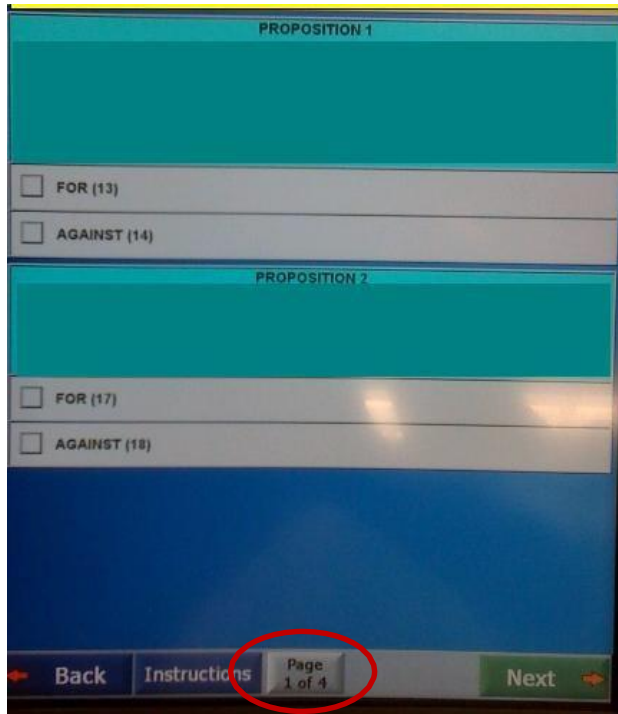 PROPOSITION 1
FOR (13)
AGAINST (14)
PROPOSITION 2
FOR (17)
AGAINST (18)
Back
Instructions
Page
1 of 4
Next